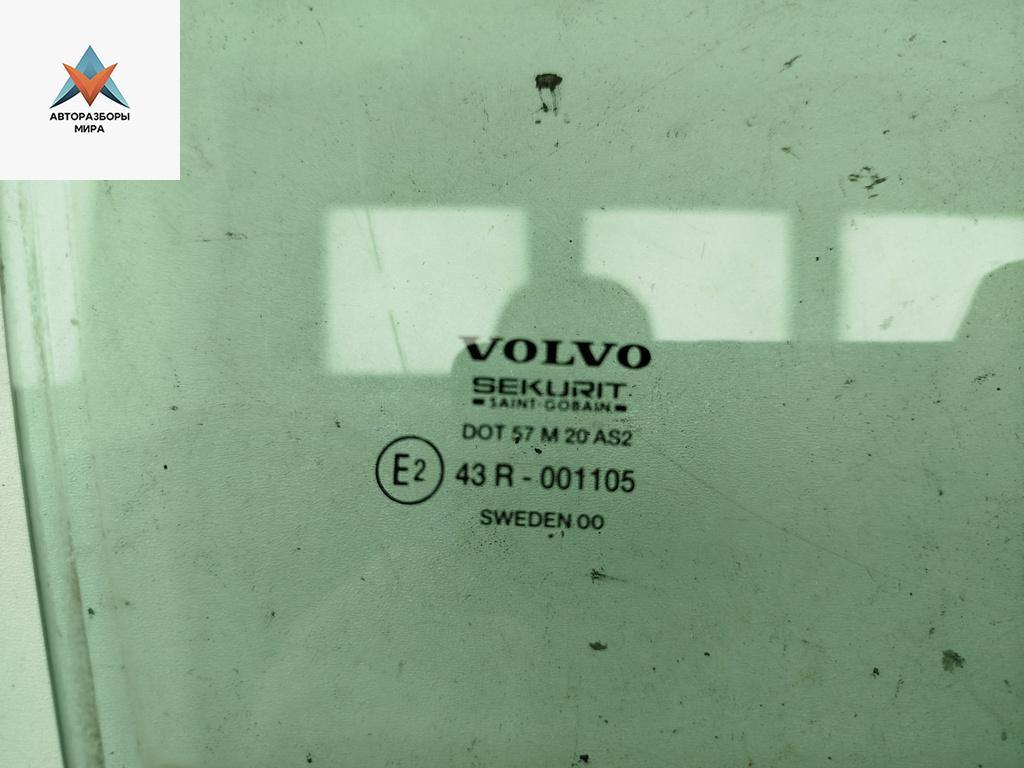 АВТОРАЗБОРЫ
МИРА
VOLVO
SEKURIT
SAINT-GOBAIN
DOT 57 M 20 AS2
E2 43 R - 001105
SWEDEN 00